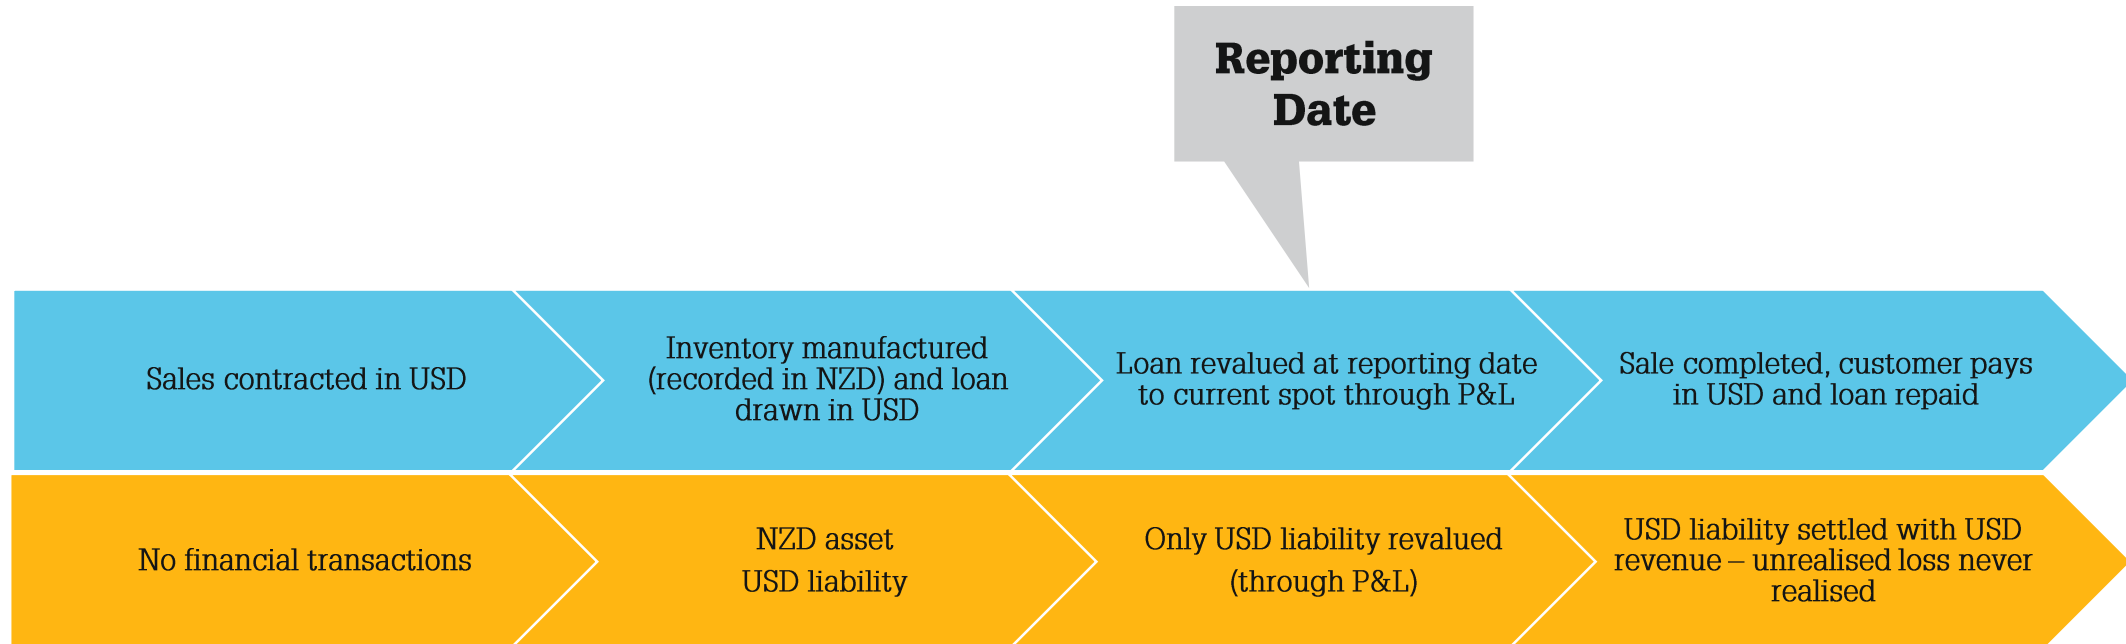 Reporting
Date
Sales contracted in USD
Inventory manufactured
(recorded in NZD) and loan
drawn in USD
Loan revalued at reporting date
to current spot through P&L
Sale completed, customer pays
in USD and loan repaid
No financial transactions
NZD asset
USD liability
Only USD liability revalued
(through P&L)
USD liability settled with USD
revenue – unrealised loss never
realised